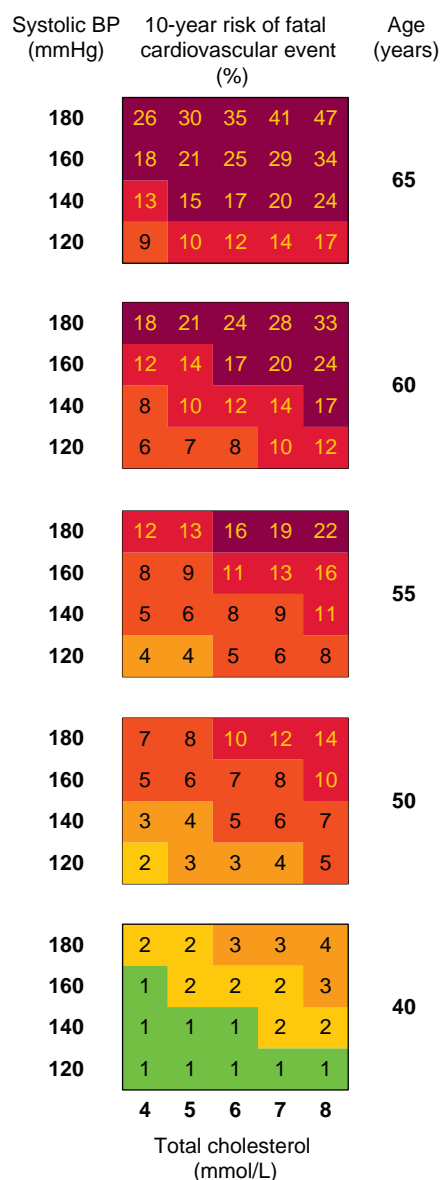 Systolic BP 10-year risk of fatal Age
(mmHg) cardiovascular event (years)
(%)
180 26 30 35 41 47
160 18 21 25 29 34
65
140 13 15 17 20 24
120 9 10 12 14 17
180 18 21 24 28 33
160 12 14 17 20 24
60
140 8 10 12 14 17
120 6 7 8 10 12
180 12 13 16 19 22
160 8 9 11 13 16
55
140 5 6 8 9 11
120 4 4 5 6 8
180 7 8 10 12 14
160 5 6 7 8 10
50
140 3 4 5 6 7
120 2 3 3 4 5
180 2 2 3 3 4
160 1 2 2 2 3
40
140 1 1 1 2 2
120 1 1 1 1 1
4 5 6 7 8
Total cholesterol
(mmol/L)